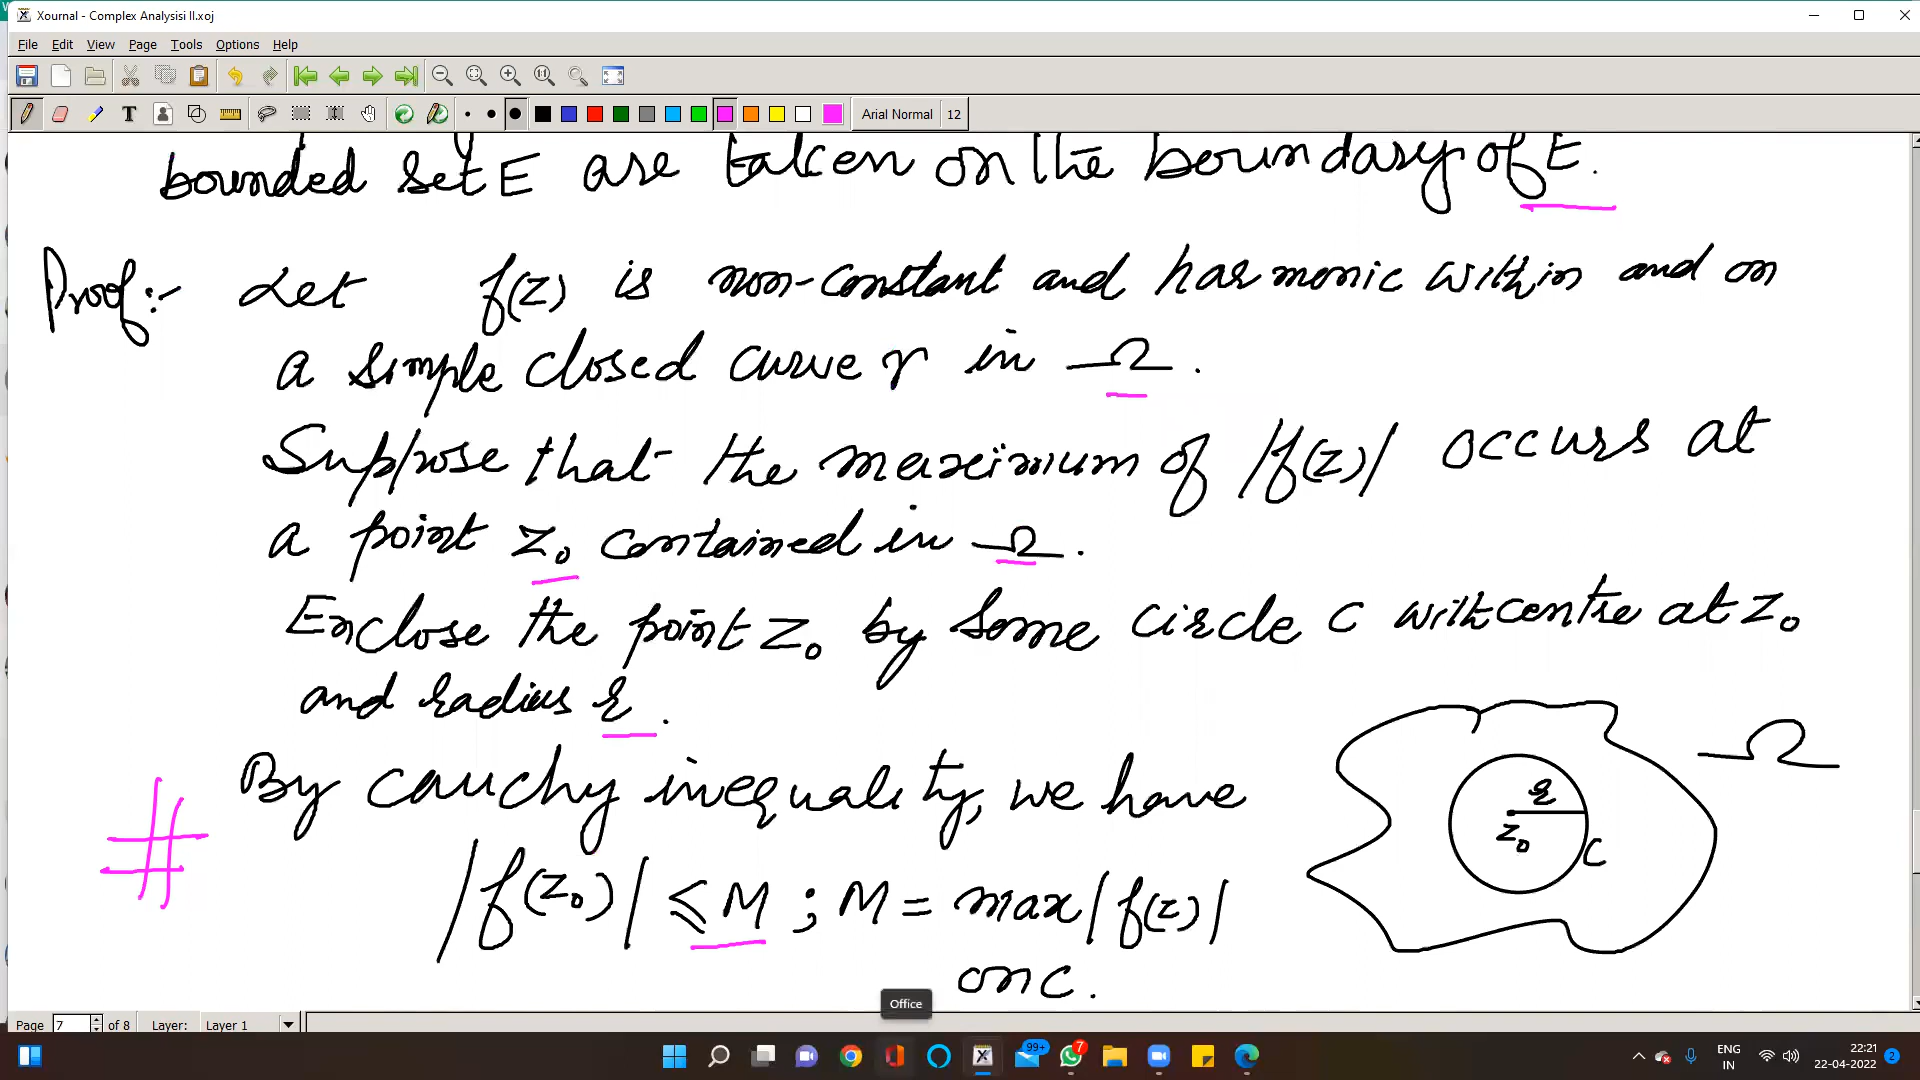 Xournal - Complex Analysisi II.xoj
File Edit View Page Tools Options Help
Arial Normal 12
bounded set E are taken on the boundary of E.
Proof:- Let f(z) is non-constant and harmonic within and on
a simple closed curve γ in Ω.
Suppose that the maximum of |f(z)| occurs at
a point z₀ contained in Ω.
Enclose the point z₀ by some circle C with centre at z₀
and radius r.
By cauchy inequality, we have
|f(z₀)| ≤ M ; M = max |f(z)|
on C.
#
Ω
r
z₀
C
Office
Page 7 of 8 Layer: Layer 1
99+
7
ENG
IN
22:21
22-04-2022
2